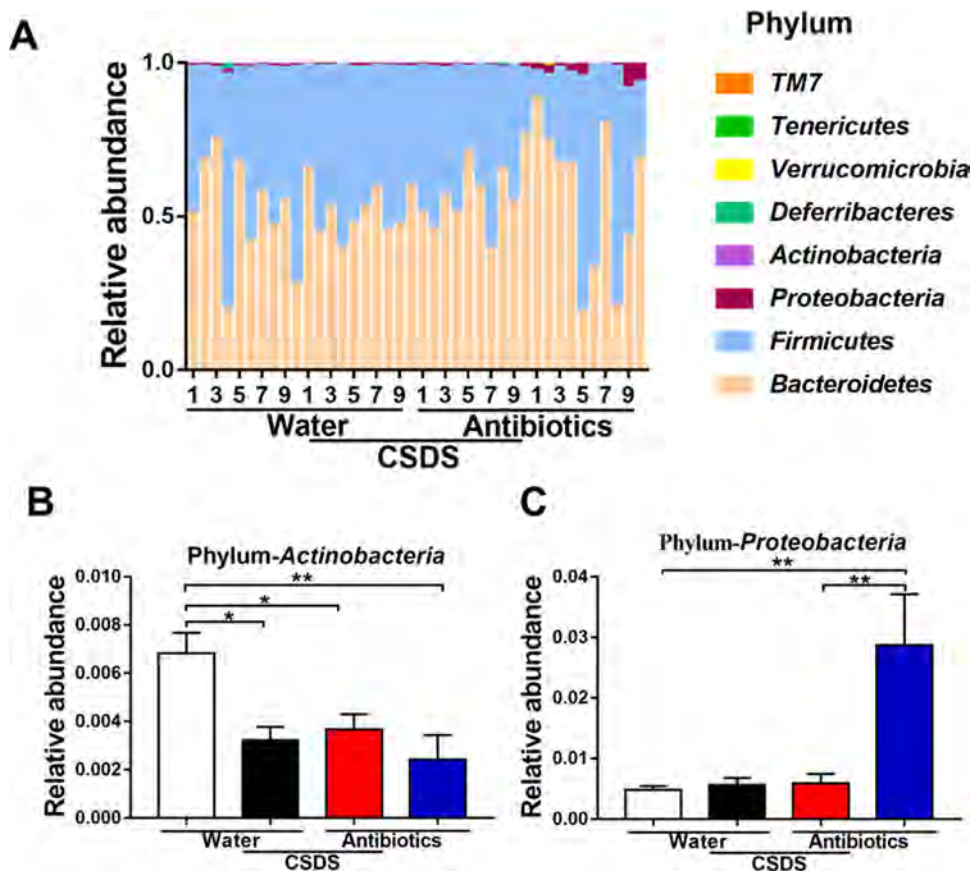 A
Phylum
Relative abundance
1.0
0.5
0.0
1 3 5 7 9 1 3 5 7 9 1 3 5 7 9 1 3 5 7 9
Water Antibiotics
CSDS
TM7
Tenericutes
Verrucomicrobia
Deferribacteres
Actinobacteria
Proteobacteria
Firmicutes
Bacteroidetes
B
Phylum-Actinobacteria
Relative abundance
0.010
0.008
0.006
0.004
0.002
0.000
**
*
*
Water Antibiotics
CSDS
C
Phylum-Proteobacteria
Relative abundance
0.04
0.03
0.02
0.01
0.00
**
**
Water Antibiotics
CSDS